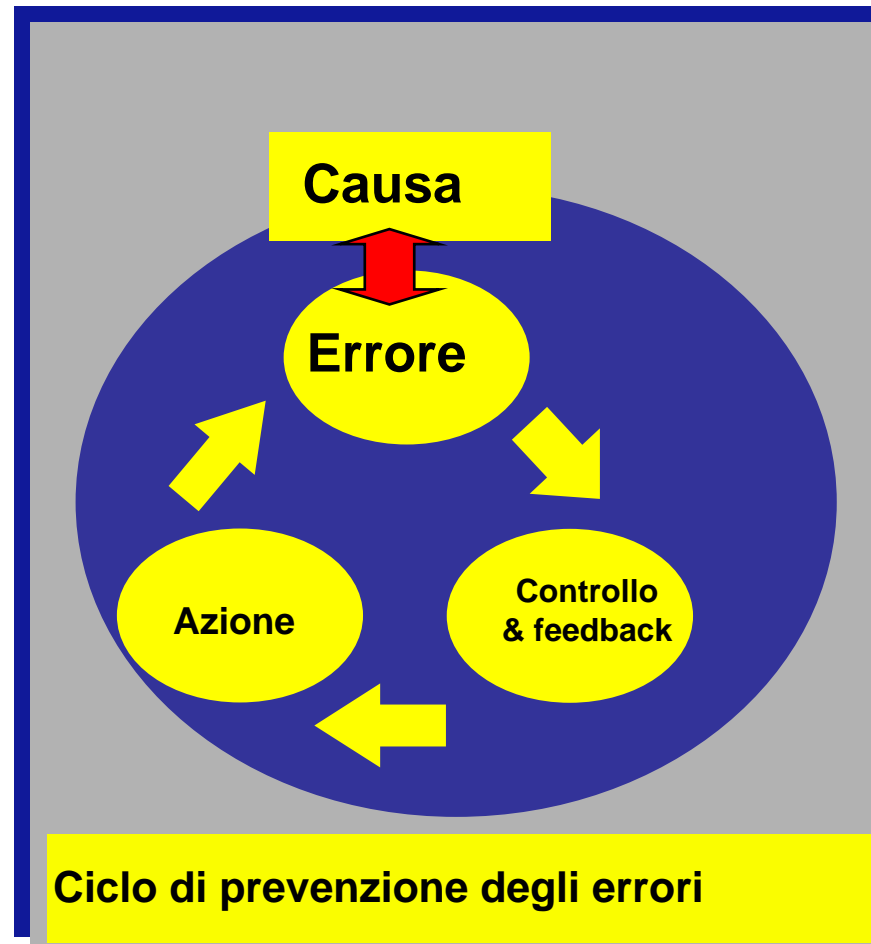 Causa
Errore
Azione
Controllo
& feedback
Ciclo di prevenzione degli errori